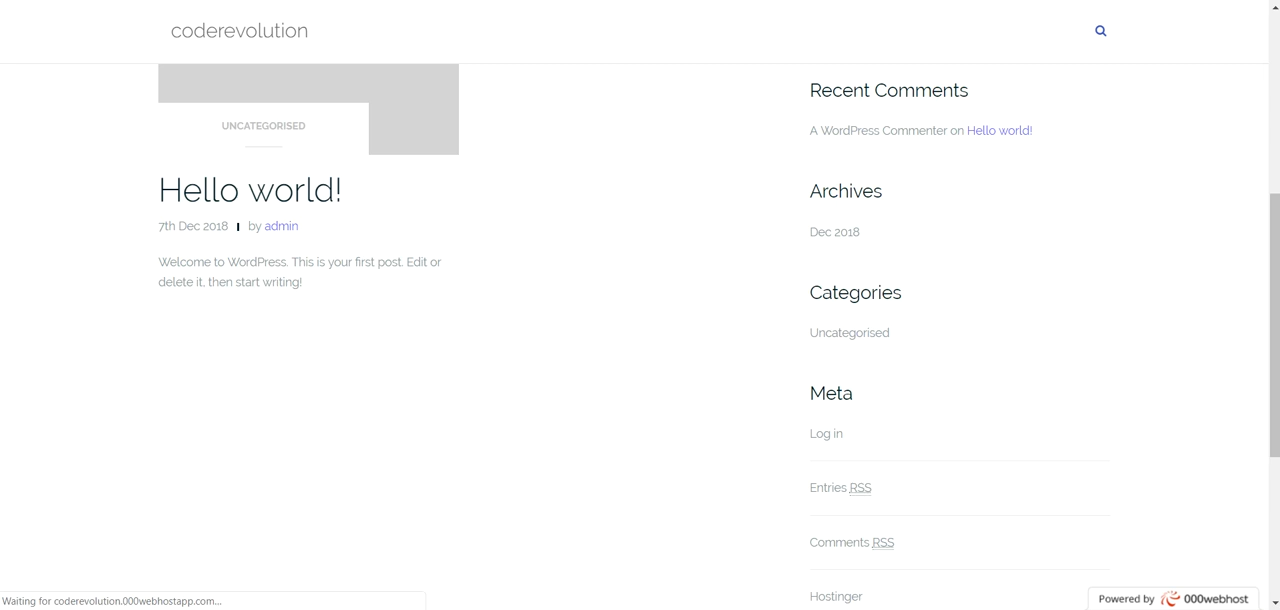 coderevolution
UNCATEGORISED
Hello world!
7th Dec 2018 by admin
Welcome to WordPress. This is your first post. Edit or
delete it, then start writing!
Recent Comments
A WordPress Commenter on Hello world!
Archives
Dec 2018
Categories
Uncategorised
Meta
Log in
Entries RSS
Comments RSS
Hostinger
Waiting for coderevolution.000webhostapp.com...
Powered by 000webhost